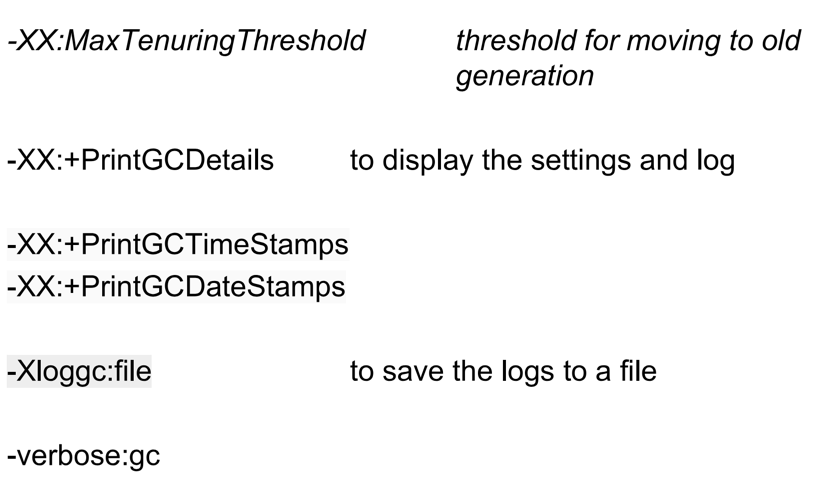 -XX:MaxTenuringThreshold threshold for moving to old
generation
-XX:+PrintGCDetails to display the settings and log
-XX:+PrintGCTimeStamps
-XX:+PrintGCDateStamps
-Xloggc:file to save the logs to a file
-verbose:gc